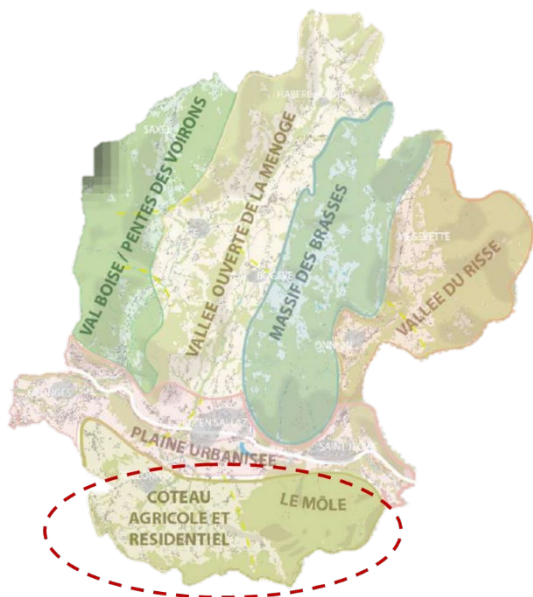 SAXEL
VAL BOISE / PENTES DES VOIRONS
VALLEE OUVERTE DE LA MENOGE
MASSIF DES BRASSES
VALLEE DU RISSE
PLAINE URBANISEE
COTEAU
AGRICOLE ET
RESIDENTIEL
LE MÔLE